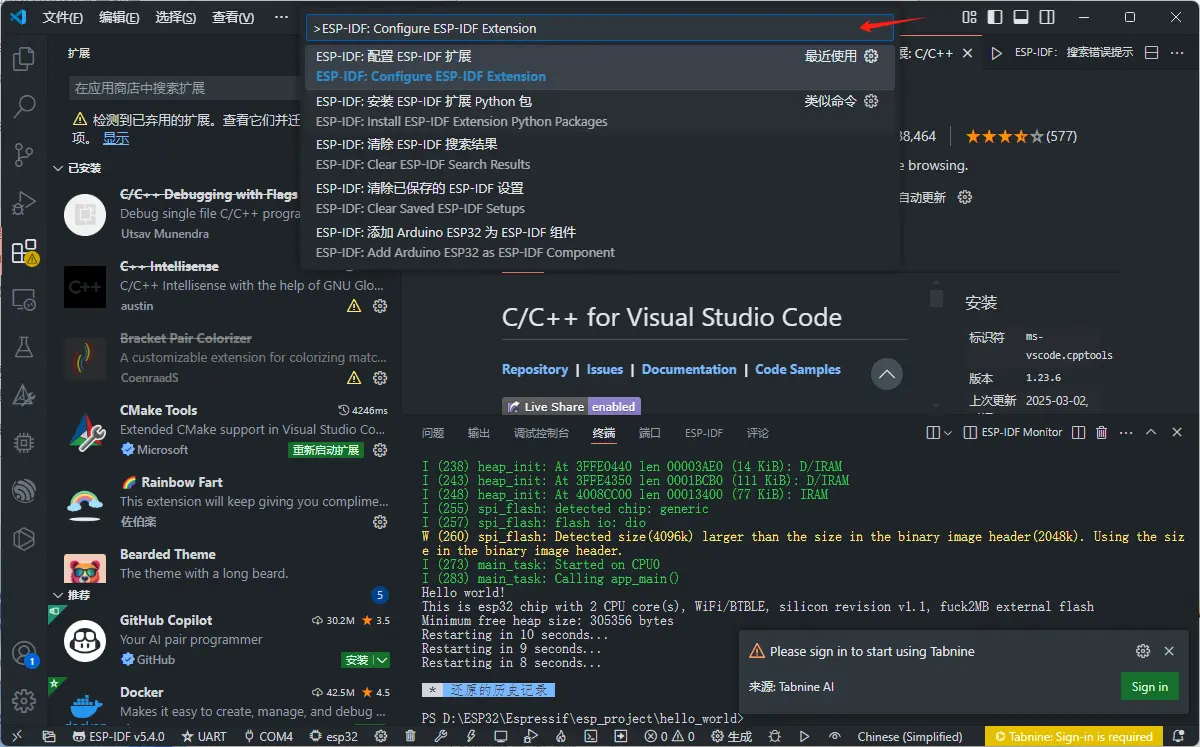 文件(F) 编辑(E) 选择(S) 查看(V) ···
>ESP-IDF: Configure ESP-IDF Extension
ESP-IDF: 配置 ESP-IDF 扩展 最近使用
ESP-IDF: Configure ESP-IDF Extension
ESP-IDF: 安装 ESP-IDF 扩展 Python 包 类似命令
ESP-IDF: Install ESP-IDF Extension Python Packages
ESP-IDF: 清除 ESP-IDF 搜索结果
ESP-IDF: Clear ESP-IDF Search Results
ESP-IDF: 清除已保存的 ESP-IDF 设置
ESP-IDF: Clear Saved ESP-IDF Setups
ESP-IDF: 添加 Arduino ESP32 为 ESP-IDF 组件
ESP-IDF: Add Arduino ESP32 as ESP-IDF Component
扩展
在应用商店中搜索扩展
检测到已弃用的扩展。查看它们并迁
项。 显示
已安装
C/C++ Debugging with Flags
Debug single file C/C++ progra
Utsav Munendra
C++ Intellisense
C/C++ Intellisense with the help of GNU Glo...
austin
Bracket Pair Colorizer
A customizable extension for colorizing matc...
CoenraadS
CMake Tools 4246ms
Extended CMake support in Visual Studio Co...
Microsoft 重新启动扩展
🌈 Rainbow Fart
This extension will keep giving you complime...
佐伯楽
Bearded Theme
The theme with a long beard.
推荐 5
GitHub Copilot 30.2M ★ 3.5
Your AI pair programmer
GitHub 安装
Docker 42.5M ★ 4.5
Makes it easy to create, manage, and debug ...
docker
C++
1
展: C/C++ ESP-IDF: 搜索错误提示 ···
38,464 (577)
e browsing.
自动更新
C/C++ for Visual Studio Code
Repository | Issues | Documentation | Code Samples
Live Share enabled
安装
标识符 ms-
vscode.cpptools
版本 1.23.6
上次更新 2025-03-02,
问题 输出 调试控制台 终端 端口 ESP-IDF 评论 ESP-IDF Monitor ···
I (238) heap_init: At 3FFE0440 len 00003AE0 (14 KiB): D/IRAM
I (243) heap_init: At 3FFE4350 len 0001BCB0 (111 KiB): D/IRAM
I (248) heap_init: At 4008CC00 len 00013400 (77 KiB): IRAM
I (255) spi_flash: detected chip: generic
I (257) spi_flash: flash io: dio
W (260) spi_flash: Detected size(4096k) larger than the size in the binary image header(2048k). Using the siz
e in the binary image header.
I (273) main_task: Started on CPU0
I (283) main_task: Calling app_main()
Hello world!
This is esp32 chip with 2 CPU core(s), WiFi/BTBLE, silicon revision v1.1, fuck2MB external flash
Minimum free heap size: 305356 bytes
Restarting in 10 seconds...
Restarting in 9 seconds...
Restarting in 8 seconds...
* 还原的历史记录
PS D:\ESP32\Espressif\esp_project\hello_world>
Please sign in to start using Tabnine
来源: Tabnine AI Sign in
ESP-IDF v5.4.0 UART COM4 esp32 0 0 生成 Chinese (Simplified) Tabnine: Sign-in is required